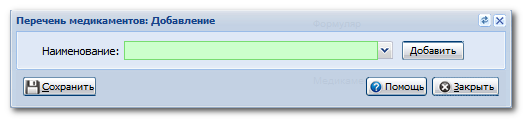 Перечень медикаментов: Добавление
Наименование: Добавить
Сохранить Помощь Закрыть